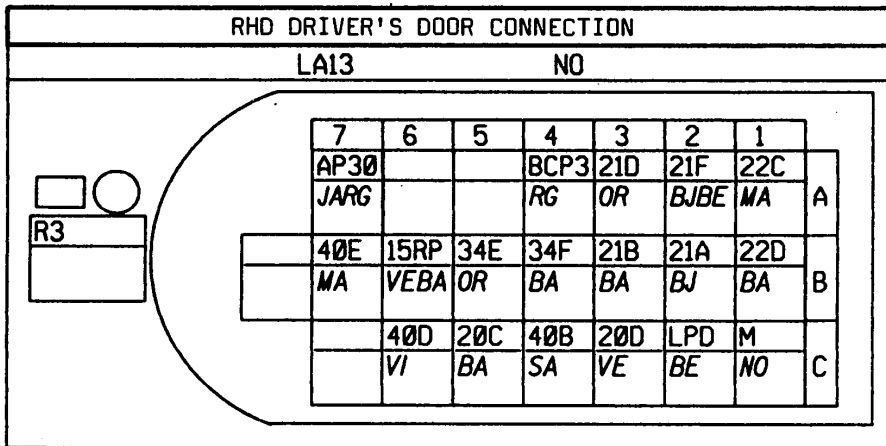 RHD DRIVER'S DOOR CONNECTION
LA13 NO
7 6 5 4 3 2 1
AP30 BCP3 21D 21F 22C
JARG RG OR BJBE MA A
R3
40E 15RP 34E 34F 21B 21A 22D
MA VEBA OR BA BA BJ BA B
40D 20C 40B 20D LPD M
VI BA SA VE BE NO C